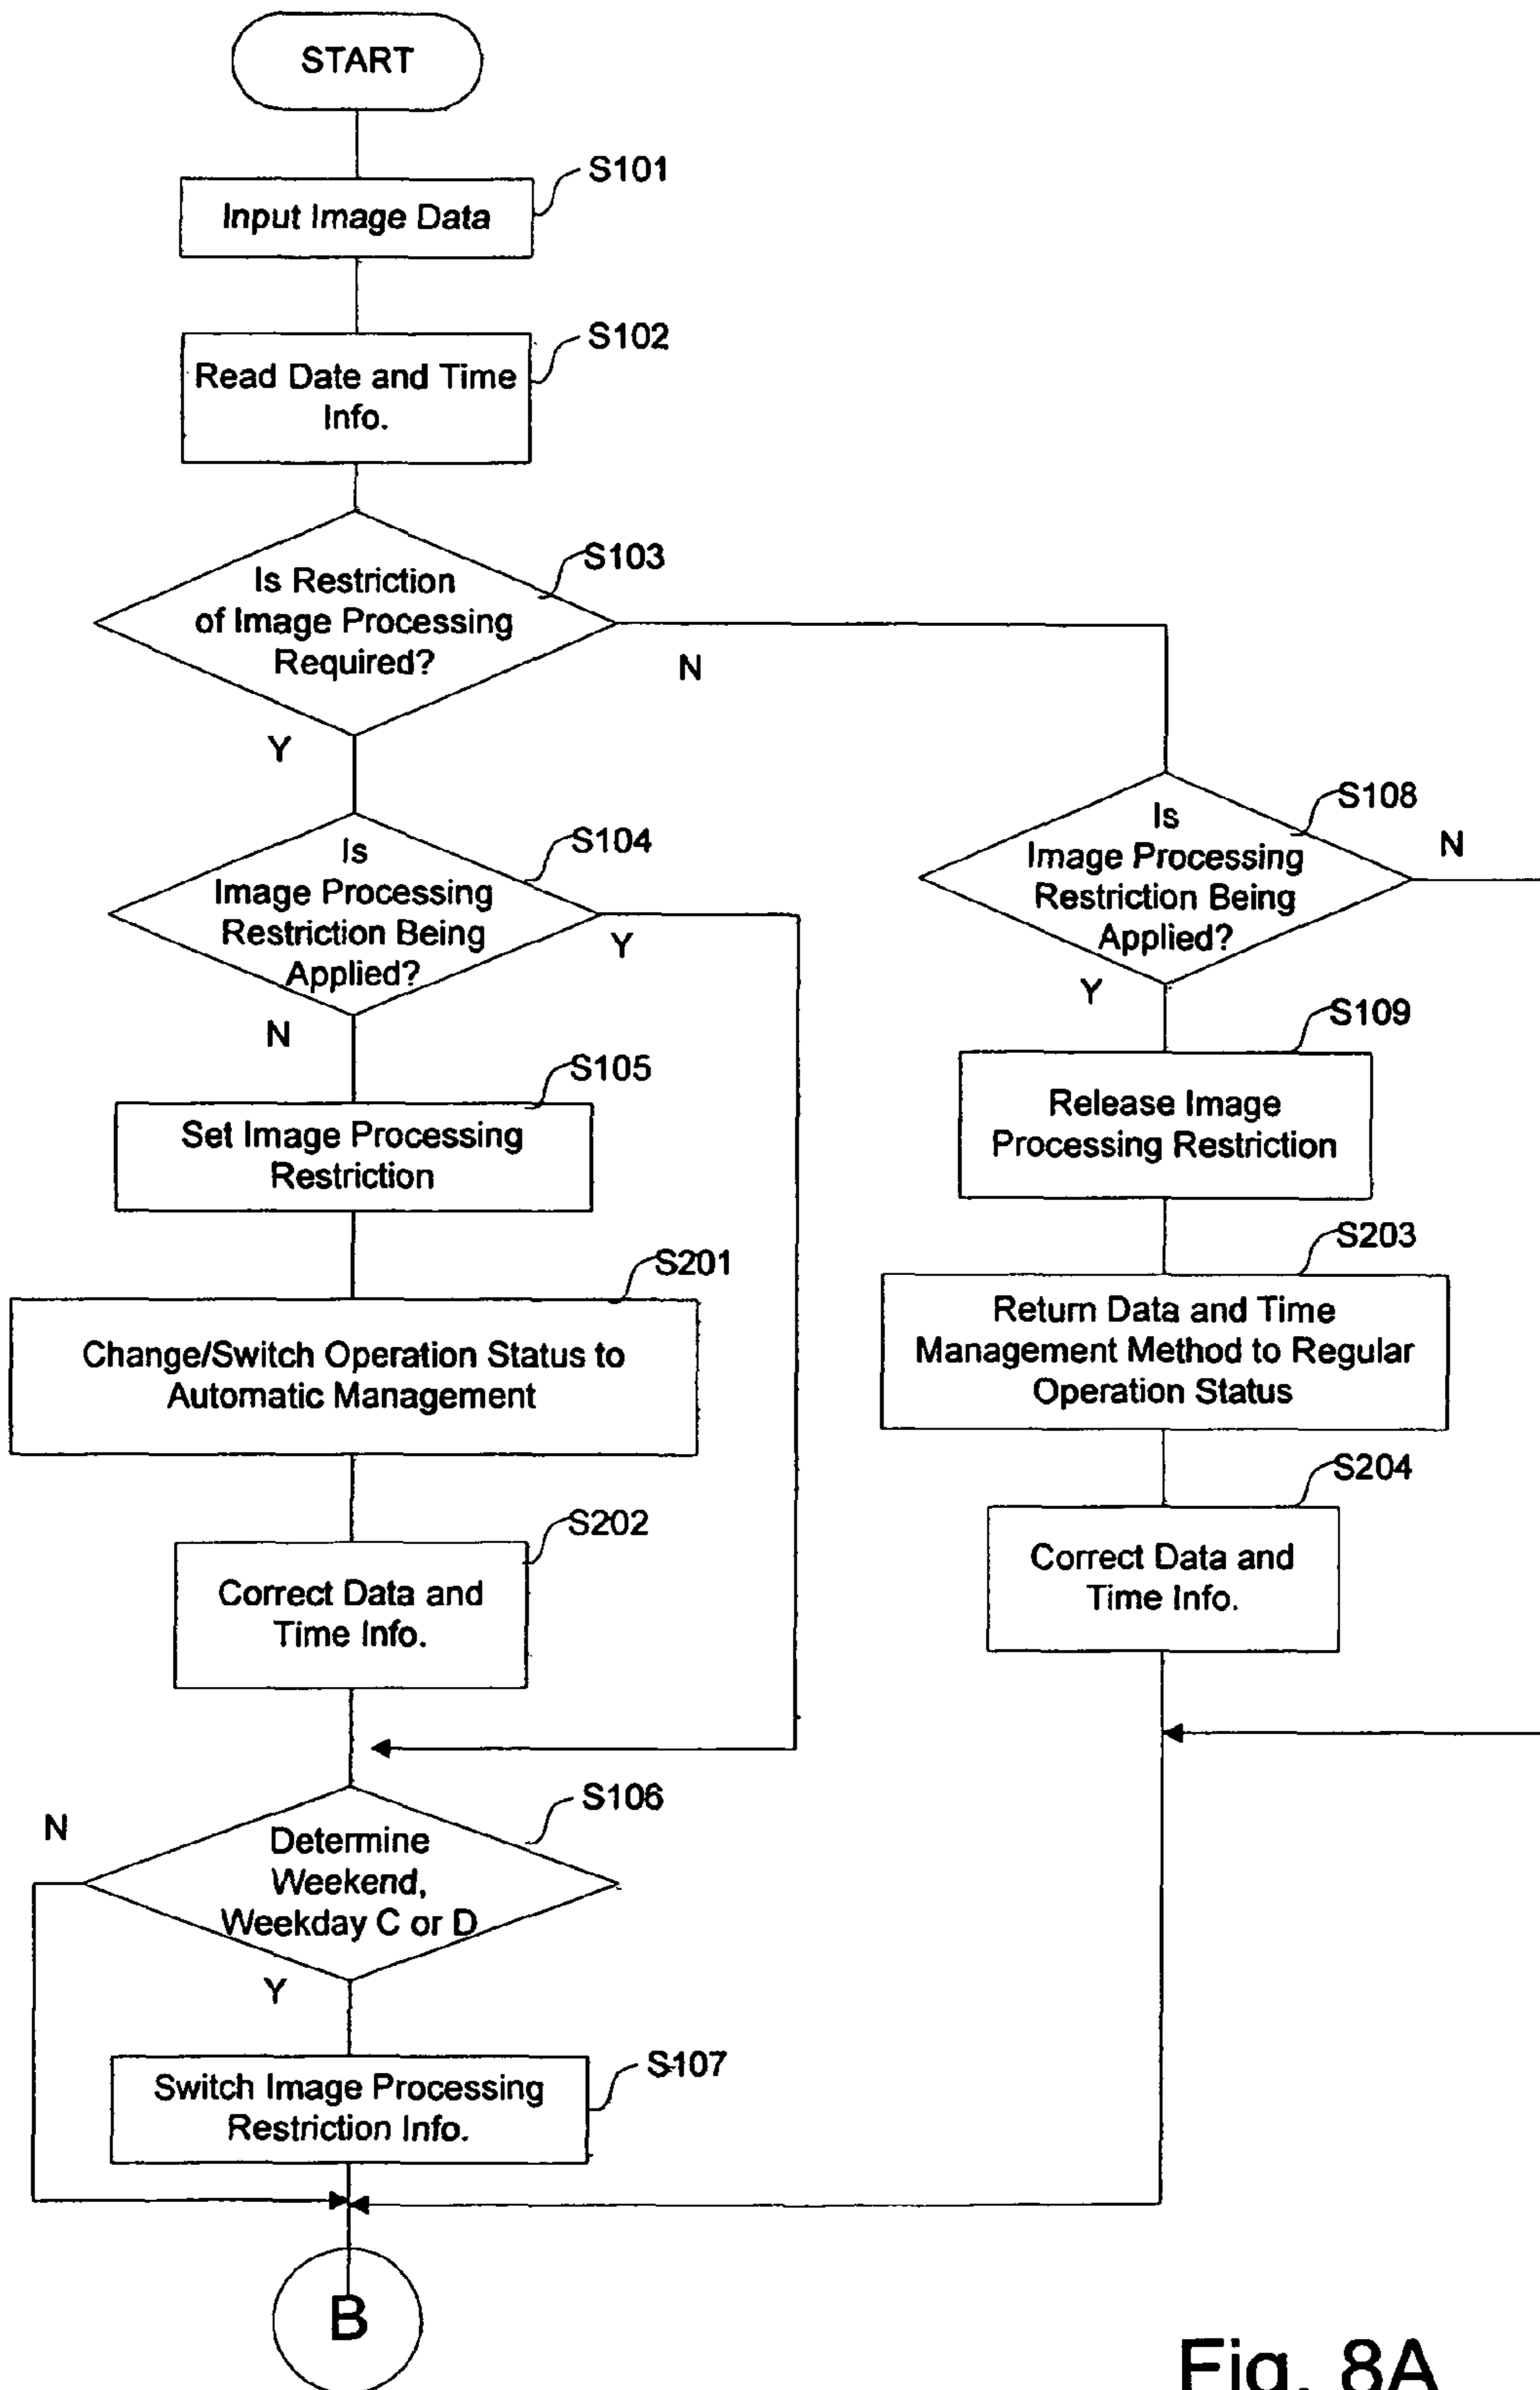 START
S101
Input Image Data
S102
Read Date and Time
Info.
S103
Is Restriction
of Image Processing
Required?
N
Y
S104
Is
Image Processing
Restriction Being
Applied?
Y
N
S105
Set Image Processing
Restriction
S201
Change/Switch Operation Status to
Automatic Management
S202
Correct Data and
Time Info.
S106
N
Determine
Weekend,
Weekday C or D
Y
S107
Switch Image Processing
Restriction Info.
B
S108
Is
Image Processing
Restriction Being
Applied?
N
Y
S109
Release Image
Processing Restriction
S203
Return Data and Time
Management Method to Regular
Operation Status
S204
Correct Data and
Time Info.
Fig. 8A